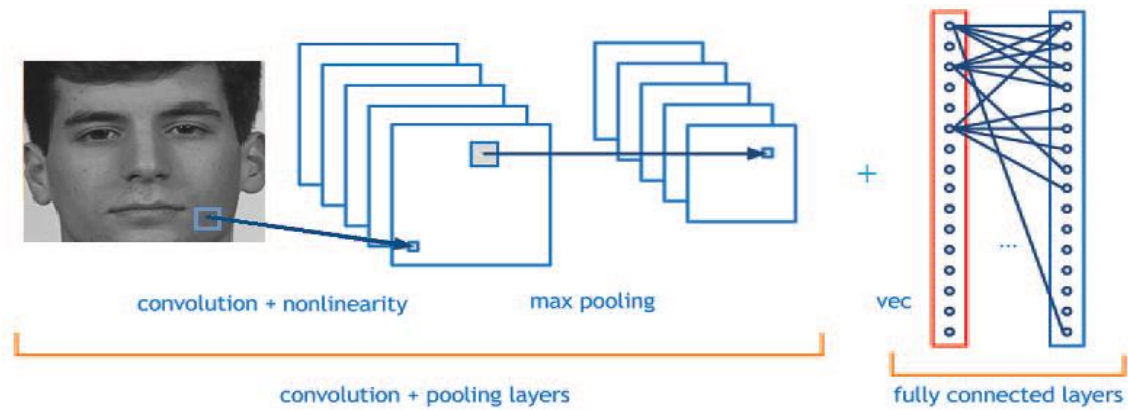 +
...
convolution + nonlinearity
max pooling
vec
convolution + pooling layers
fully connected layers